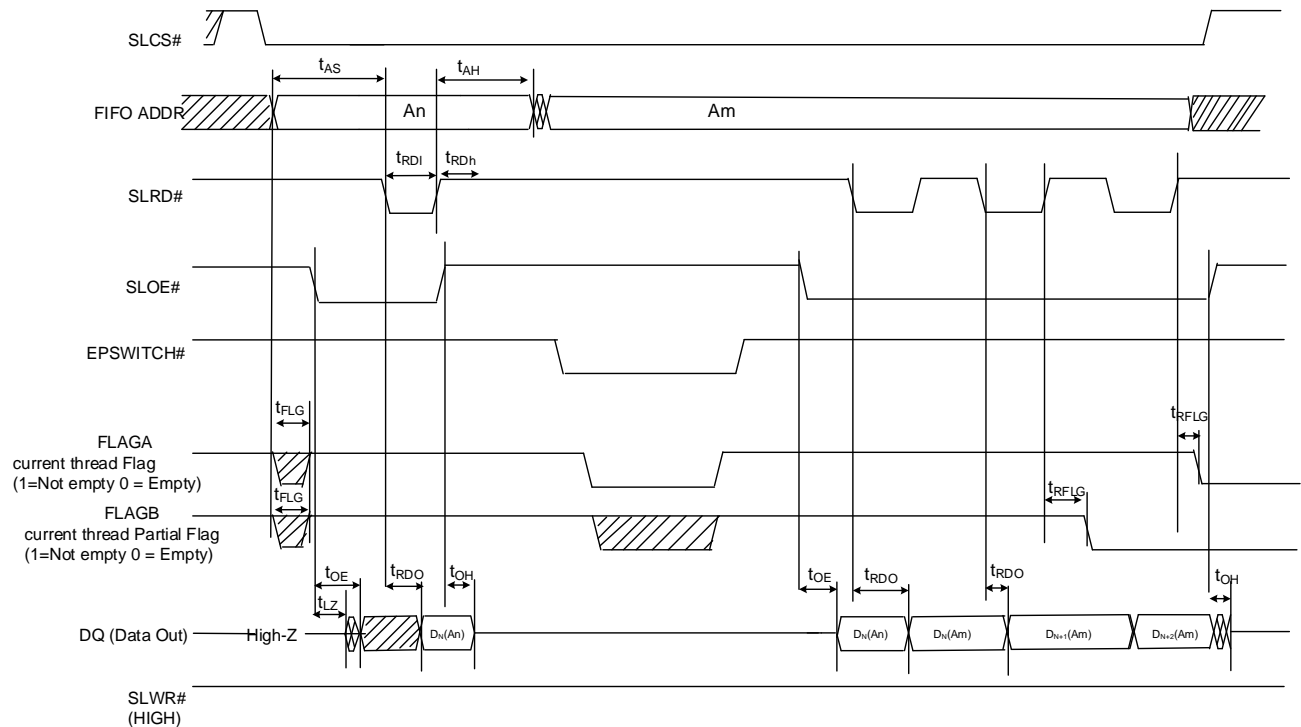 SLCS#
tAS
tAH
FIFO ADDR
An
Am
tRDl
tRDh
SLRD#
SLOE#
EPSWITCH#
tFLG
tRFLG
FLAGA
current thread Flag
(1=Not empty 0 = Empty)
tFLG
tRFLG
FLAGB
current thread Partial Flag
(1=Not empty 0 = Empty)
tOE
tRDO
tOH
tOE
tRDO
tRDO
tOH
tLZ
DQ (Data Out)
High-Z
DN(An)
DN(An)
DN(Am)
DN+1(Am)
DN+2(Am)
SLWR#
(HIGH)